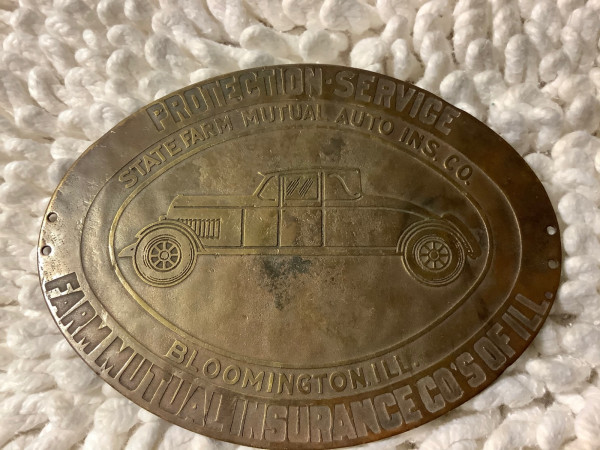 PROTECTION·SERVICE
STATE FARM MUTUAL AUTO INS. CO.
BLOOMINGTON, ILL.
FARM MUTUAL INSURANCE CO'S OF ILL.